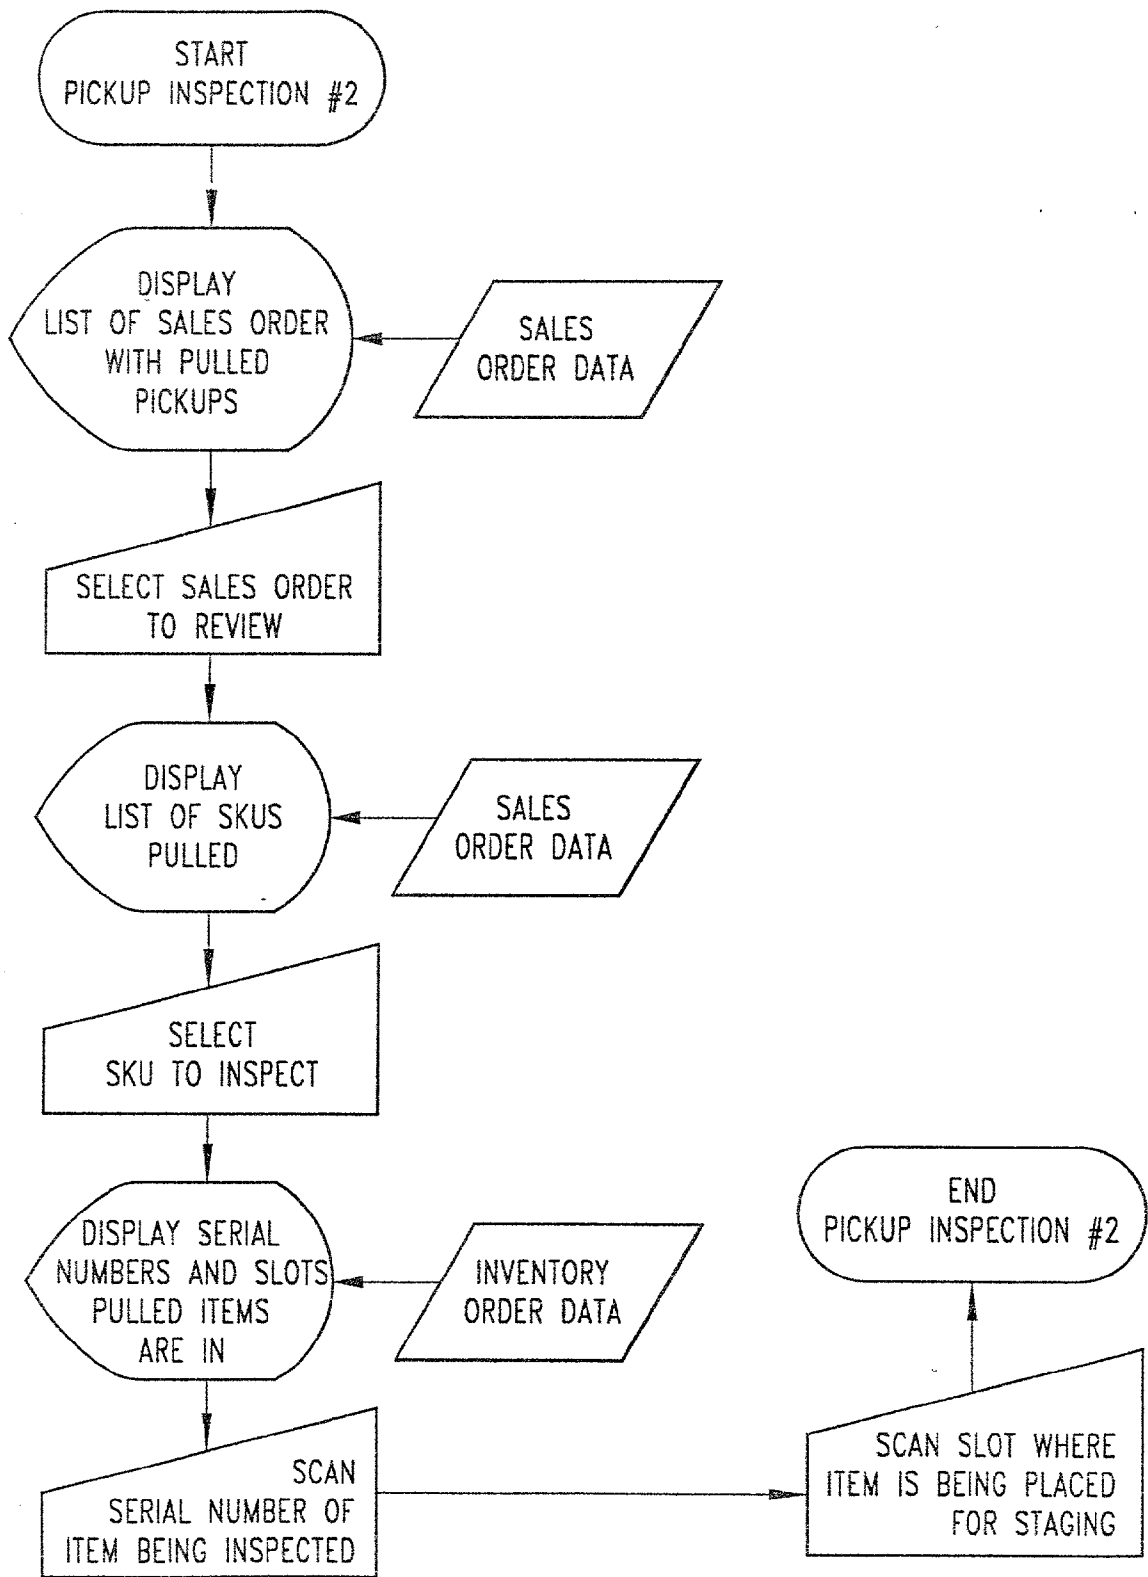 START
PICKUP INSPECTION #2
DISPLAY
LIST OF SALES ORDER
WITH PULLED
PICKUPS
SALES
ORDER DATA
SELECT SALES ORDER
TO REVIEW
DISPLAY
LIST OF SKUS
PULLED
SALES
ORDER DATA
SELECT
SKU TO INSPECT
DISPLAY SERIAL
NUMBERS AND SLOTS
PULLED ITEMS
ARE IN
INVENTORY
ORDER DATA
SCAN
SERIAL NUMBER OF
ITEM BEING INSPECTED
SCAN SLOT WHERE
ITEM IS BEING PLACED
FOR STAGING
END
PICKUP INSPECTION #2